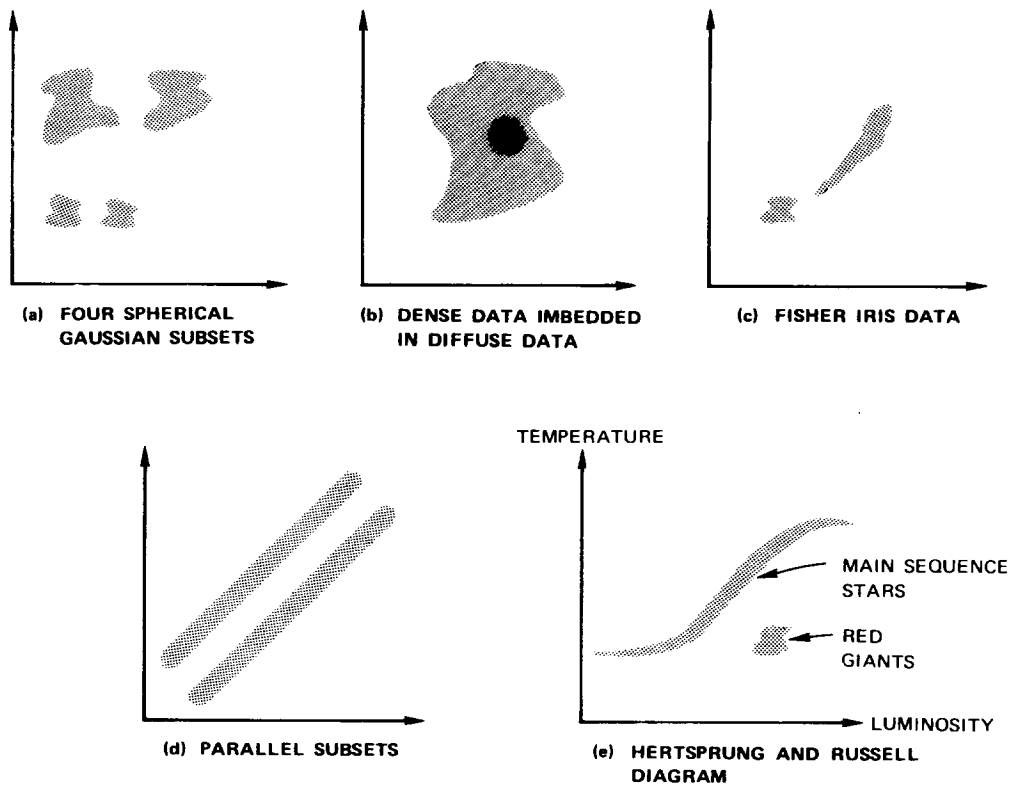 (a) FOUR SPHERICAL
GAUSSIAN SUBSETS
(b) DENSE DATA IMBEDDED
IN DIFFUSE DATA
(c) FISHER IRIS DATA
(d) PARALLEL SUBSETS
TEMPERATURE
MAIN SEQUENCE
STARS
RED
GIANTS
LUMINOSITY
(e) HERTSPRUNG AND RUSSELL
DIAGRAM